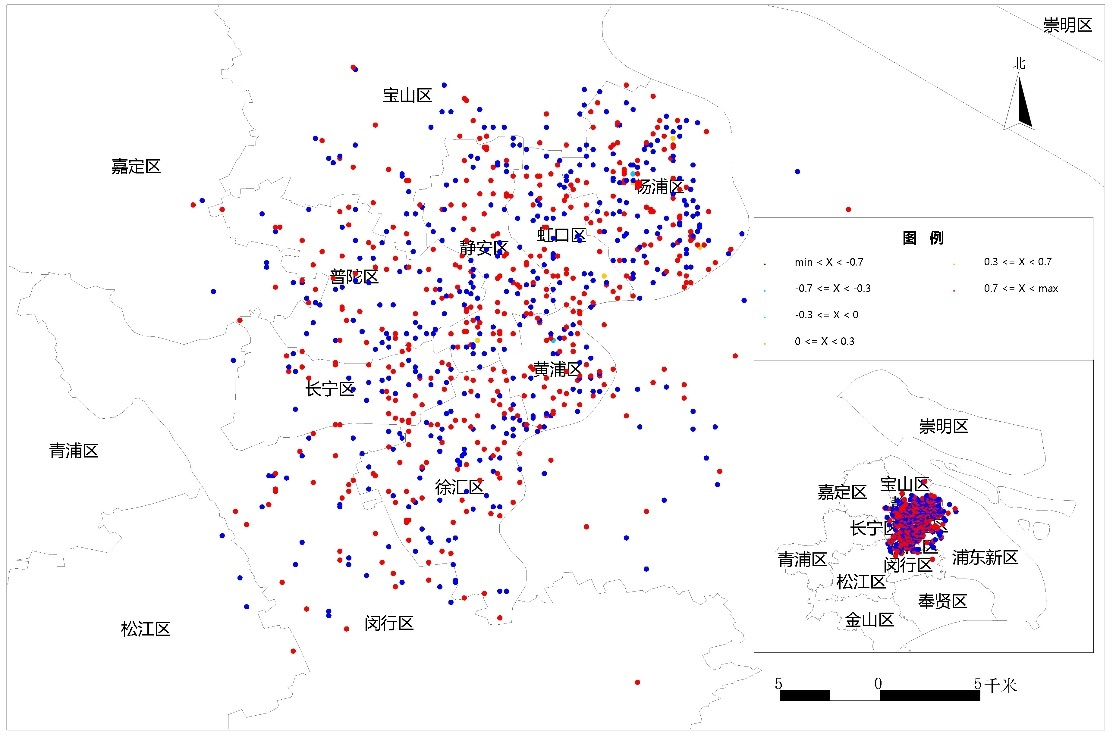 崇明区
北
宝山区
嘉定区
杨浦区
虹口区
静安区
普陀区
图 例
min < X < -0.7
0.3 <= X < 0.7
-0.7 <= X < -0.3
0.7 <= X < max
-0.3 <= X < 0
0 <= X < 0.3
黄浦区
长宁区
青浦区
徐汇区
松江区
闵行区
崇明区
宝山区
嘉定区
长宁区
青浦区
闵行区
浦东新区
松江区
奉贤区
金山区
5 0 5千米